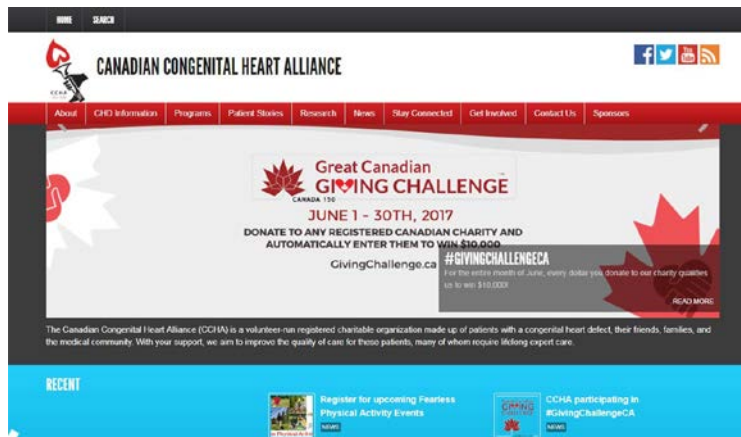 HOME SEARCH
CCHA
CANADIAN CONGENITAL HEART ALLIANCE
You
About CHD Information Programs Patient Stories Research News Stay Connected Get Involved Contact Us Sponsors
Great Canadian
GIVING CHALLENGE
CANADA 150
JUNE 1 - 30TH, 2017
DONATE TO ANY REGISTERED CANADIAN CHARITY AND
AUTOMATICALLY ENTER THEM TO WIN $10,000
GivingChallenge.ca
#GIVINGCHALLENGECA
For the entire month of June, every dollar you donate to our charity qualifies
us to win $10,000!
READ MORE
The Canadian Congenital Heart Alliance (CCHA) is a volunteer-run registered charitable organization made up of patients with a congenital heart defect, their friends, families, and
the medical community. With your support, we aim to improve the quality of care for these patients, many of whom require lifelong expert care.
RECENT
Register for upcoming Fearless
Physical Activity Events
NEWS
CCHA participating in
#GivingChallengeCA
NEWS